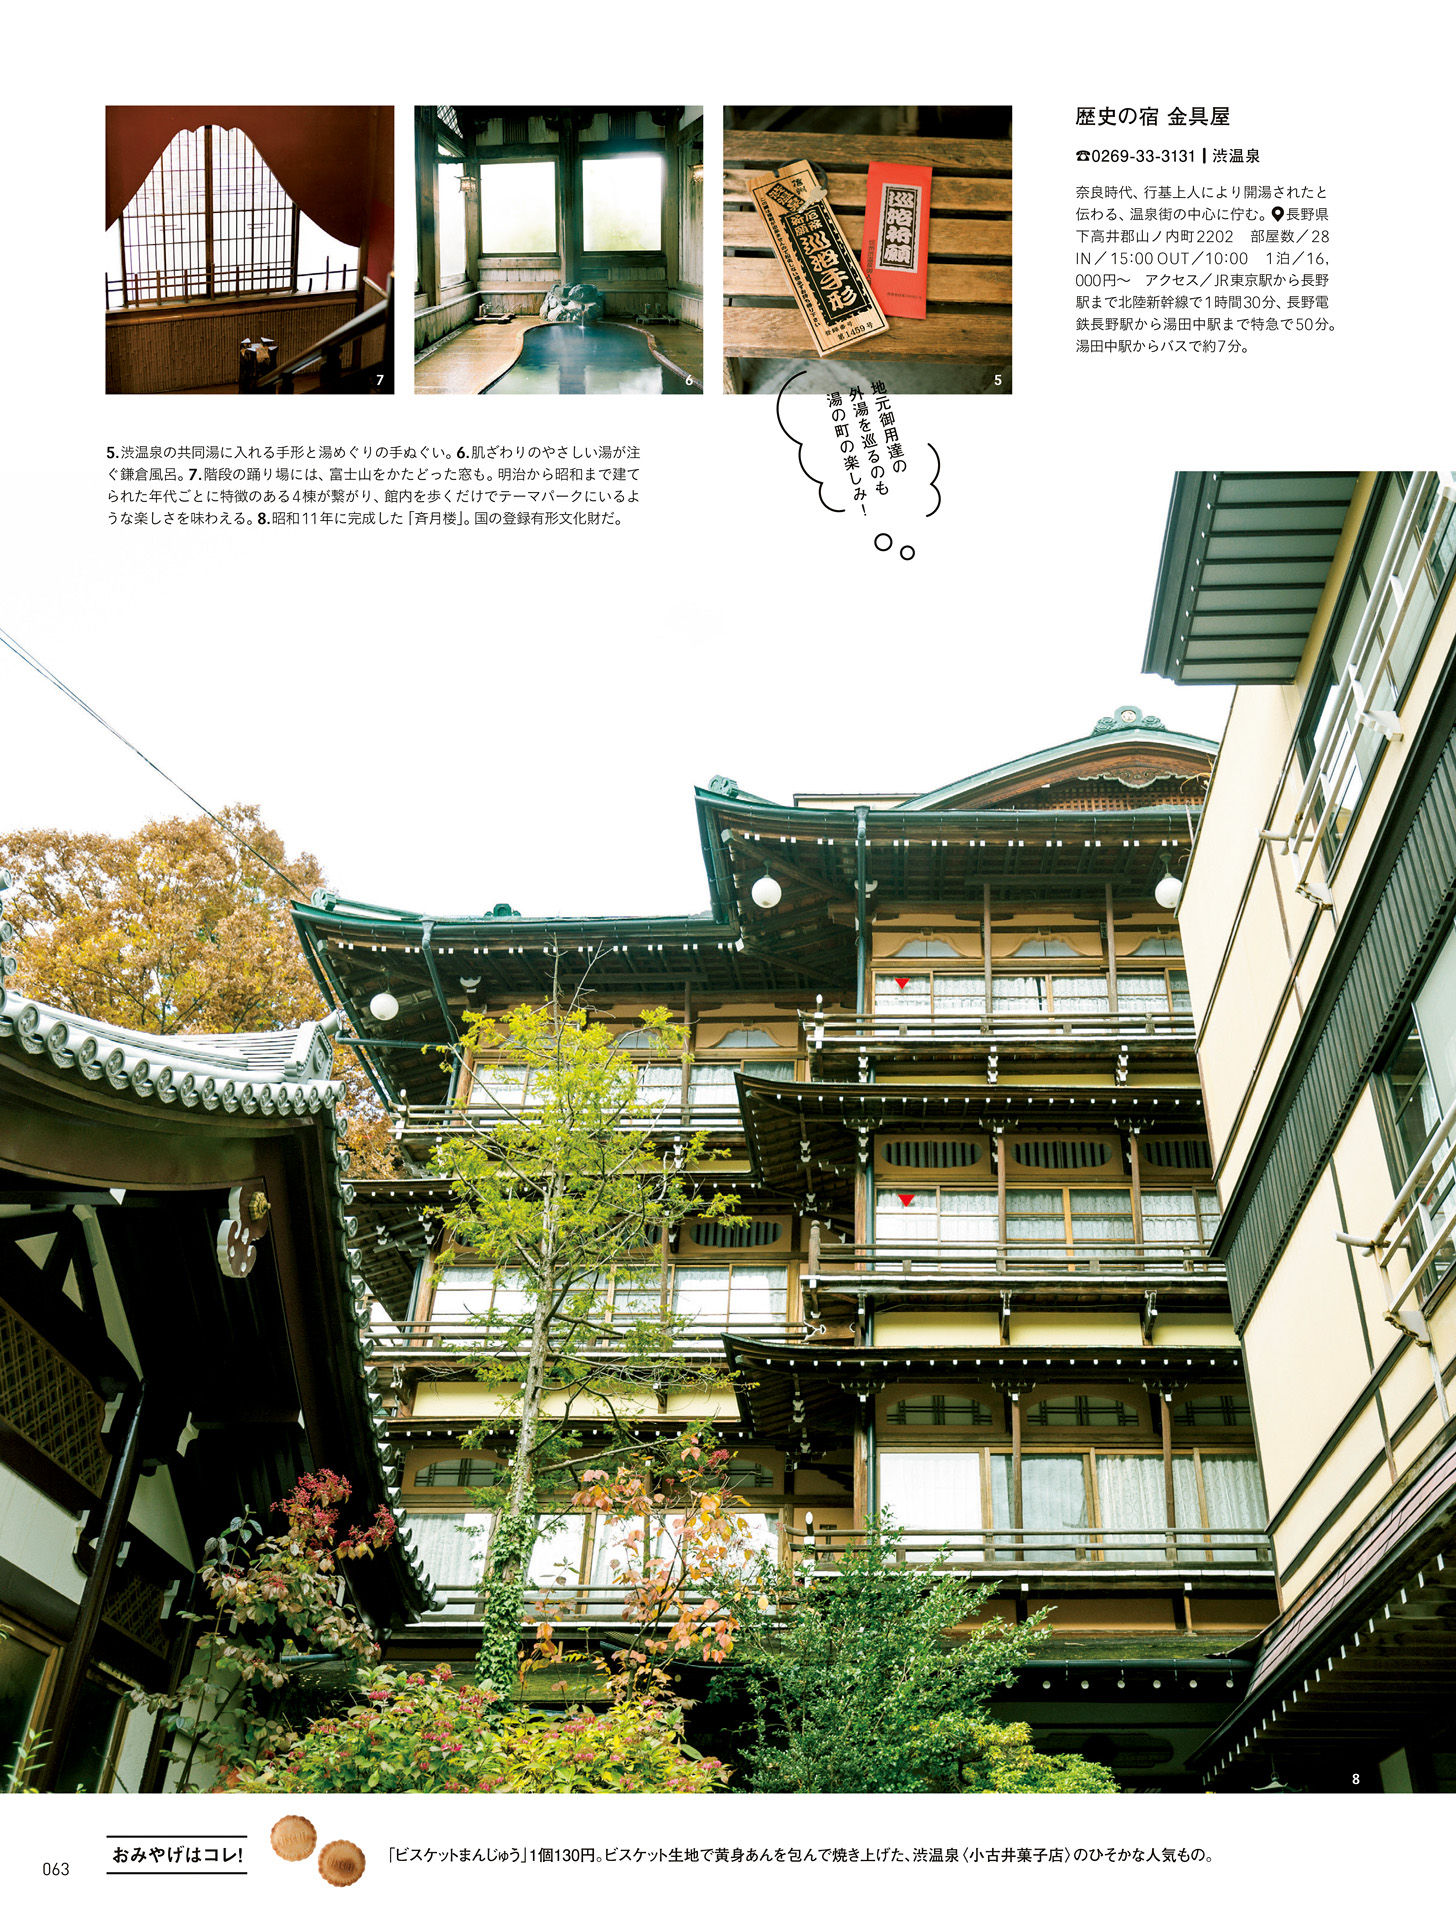 歴史の宿 金具屋
☎0269-33-3131 | 渋温泉
奈良時代、行基上人により開湯されたと
伝わる、温泉街の中心に佇む。長野県
下高井郡山ノ内町2202　部屋数／28
IN／15:00 OUT／10:00　1泊／16,
000円〜　アクセス／JR東京駅から長野
駅まで北陸新幹線で1時間30分、長野電
鉄長野駅から湯田中駅まで特急で50分。
湯田中駅からバスで約7分。
7
6
5
巡浴手形
登録番号
第1459号
巡浴祈願
地元御用達の
外湯を巡るのも
湯の町の楽しみ！
5.渋温泉の共同湯に入れる手形と湯めぐりの手ぬぐい。6.肌ざわりのやさしい湯が注
ぐ鎌倉風呂。7.階段の踊り場には、富士山をかたどった窓も。明治から昭和まで建て
られた年代ごとに特徴のある4棟が繋がり、館内を歩くだけでテーマパークにいるよ
うな楽しさを味わえる。8.昭和11年に完成した「斉月楼」。国の登録有形文化財だ。
8
おみやげはコレ！
「ビスケットまんじゅう」1個130円。ビスケット生地で黄身あんを包んで焼き上げた、渋温泉〈小古井菓子店〉のひそかな人気もの。
063